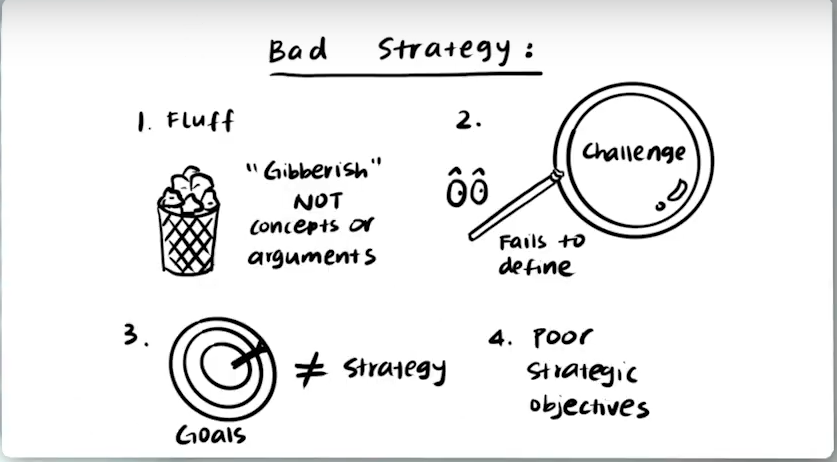 Bad Strategy:
1. Fluff
"Gibberish"
NOT
concepts or
arguments
2.
Challenge
Fails to
define
3.
≠ Strategy
Goals
4. Poor
strategic
objectives